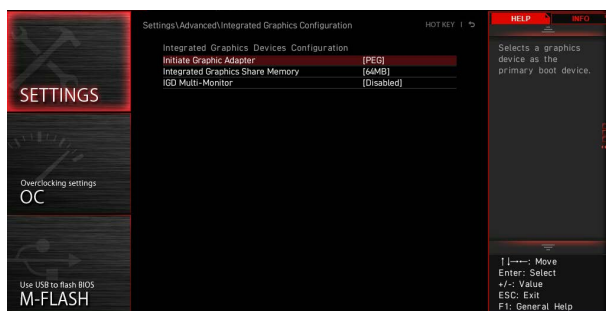 Settings\Advanced\Integrated Graphics Configuration
HOT KEY | ⮌
HELP
INFO
Integrated Graphics Devices Configuration
Initiate Graphic Adapter [PEG]
Integrated Graphics Share Memory [64MB]
IGD Multi-Monitor [Disabled]
Selects a graphics
device as the
primary boot device.
SETTINGS
Overclocking settings
OC
Use USB to flash BIOS
M-FLASH
↑↓→←: Move
Enter: Select
+/-: Value
ESC: Exit
F1: General Help